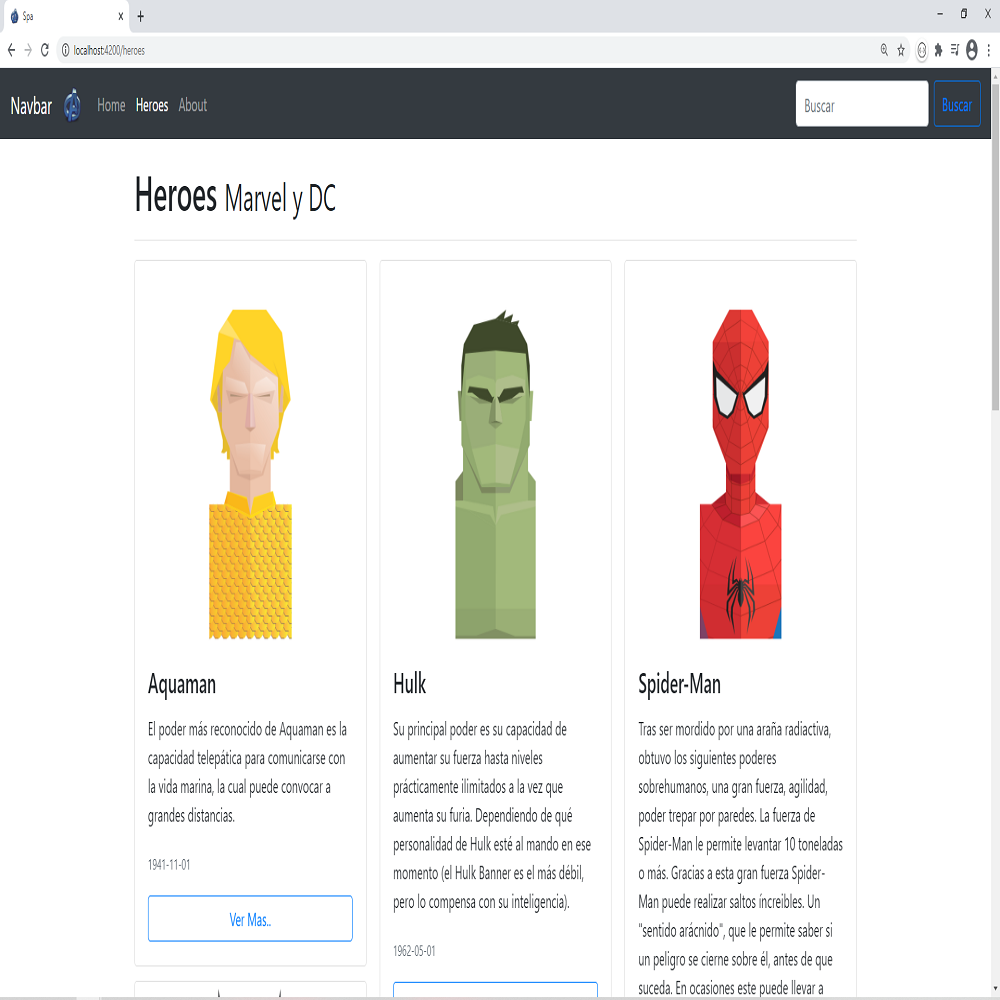 Spa
localhost:4200/heroes
Navbar Home Heroes About Buscar Buscar
Heroes Marvel y DC
Aquaman
El poder más reconocido de Aquaman es la
capacidad telepática para comunicarse con
la vida marina, la cual puede convocar a
grandes distancias.
1941-11-01
Ver Mas..
Hulk
Su principal poder es su capacidad de
aumentar su fuerza hasta niveles
prácticamente ilimitados a la vez que
aumenta su furia. Dependiendo de qué
personalidad de Hulk esté al mando en ese
momento (el Hulk Banner es el más débil,
pero lo compensa con su inteligencia).
1962-05-01
Spider-Man
Tras ser mordido por una araña radiactiva,
obtuvo los siguientes poderes
sobrehumanos, una gran fuerza, agilidad,
poder trepar por paredes. La fuerza de
Spider-Man le permite levantar 10 toneladas
o más. Gracias a esta gran fuerza Spider-
Man puede realizar saltos íncreibles. Un
"sentido arácnido", que le permite saber si
un peligro se cierne sobre él, antes de que
suceda. En ocasiones este puede llevar a